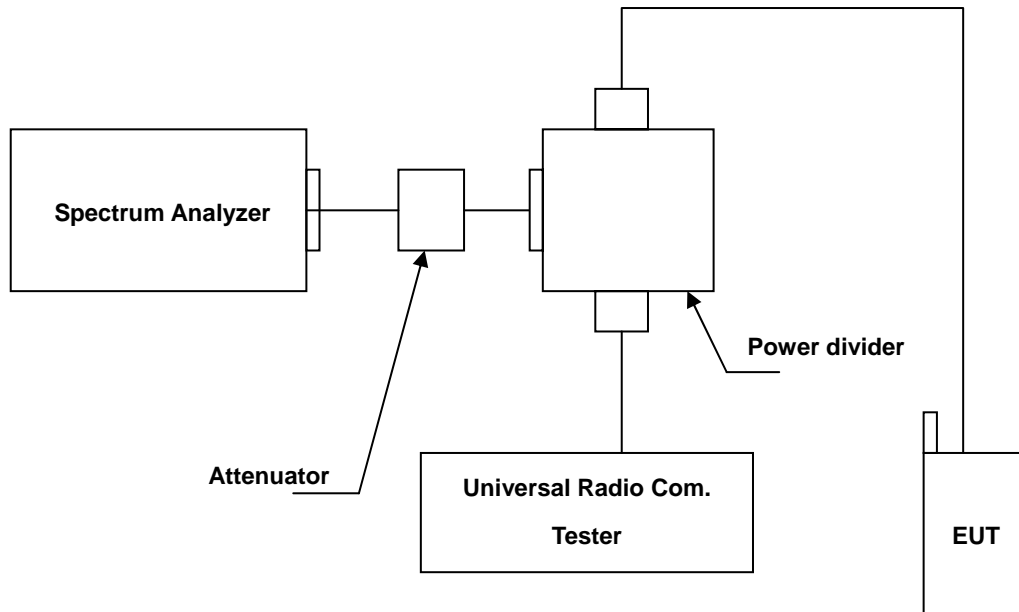 Spectrum Analyzer
Power divider
Attenuator
Universal Radio Com.
Tester
EUT